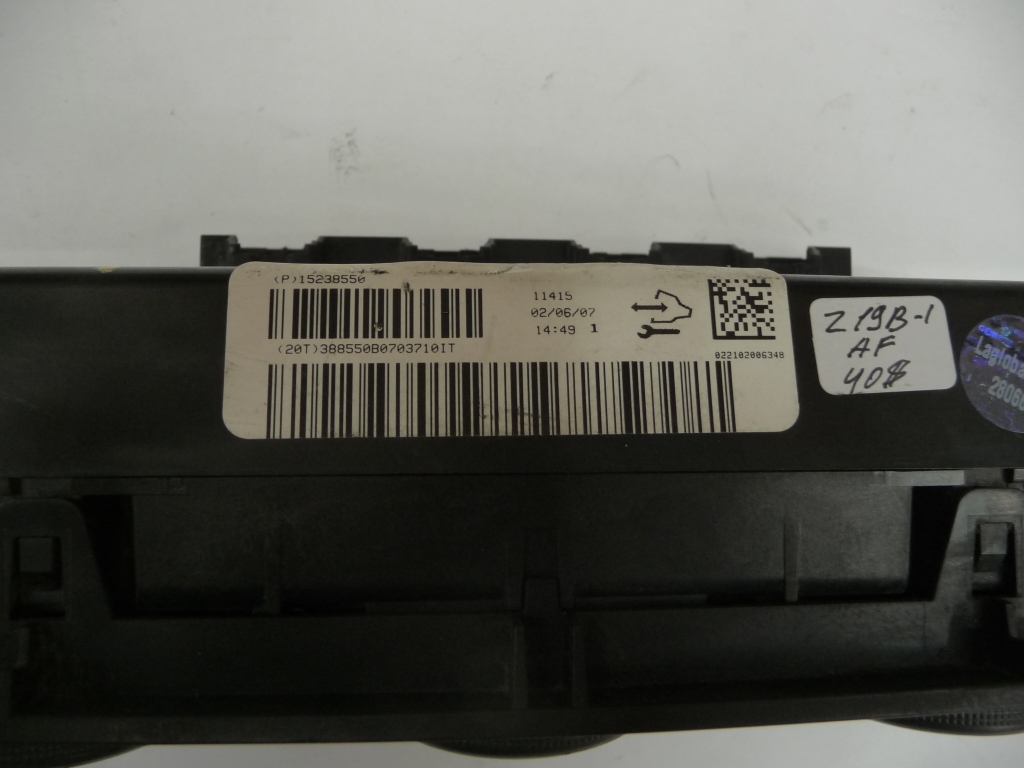 (P)15238550
11415
02/06/07
14:49 1
(20T)388550B0703710IT
022102006348
Z19B-1
AF
40$